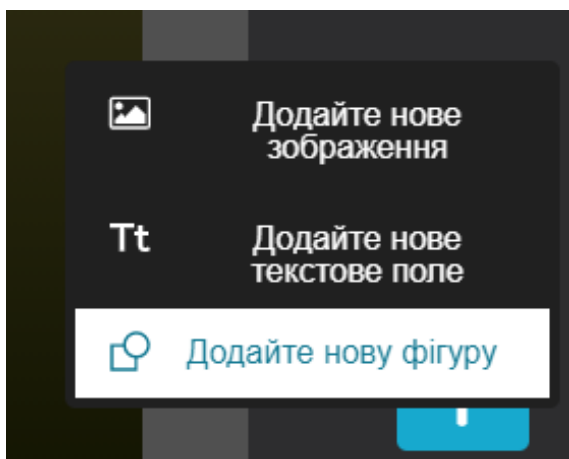 Додайте нове
зображення
Tt
Додайте нове
текстове поле
Додайте нову фігуру